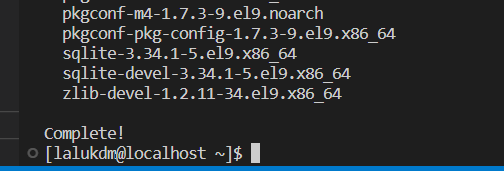 pkgconf-m4-1.7.3-9.el9.noarch
pkgconf-pkg-config-1.7.3-9.el9.x86_64
sqlite-3.34.1-5.el9.x86_64
sqlite-devel-3.34.1-5.el9.x86_64
zlib-devel-1.2.11-34.el9.x86_64
Complete!
[lalukdm@localhost ~]$